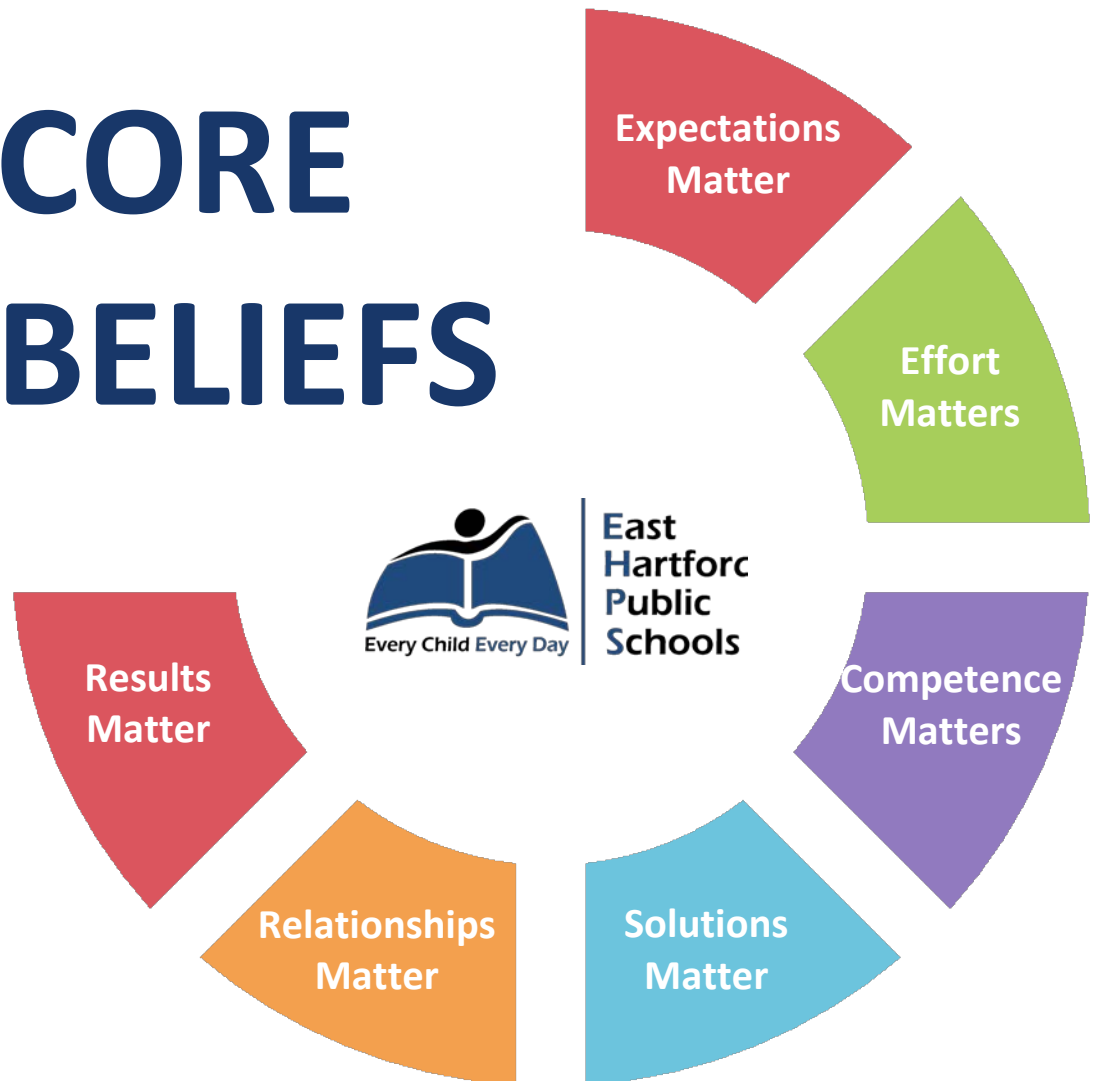 CORE
BELIEFS
Expectations
Matter
Effort
Matters
Competence
Matters
Solutions
Matter
Relationships
Matter
Results
Matter
Every Child Every Day
East
Hartforc
Public
Schools